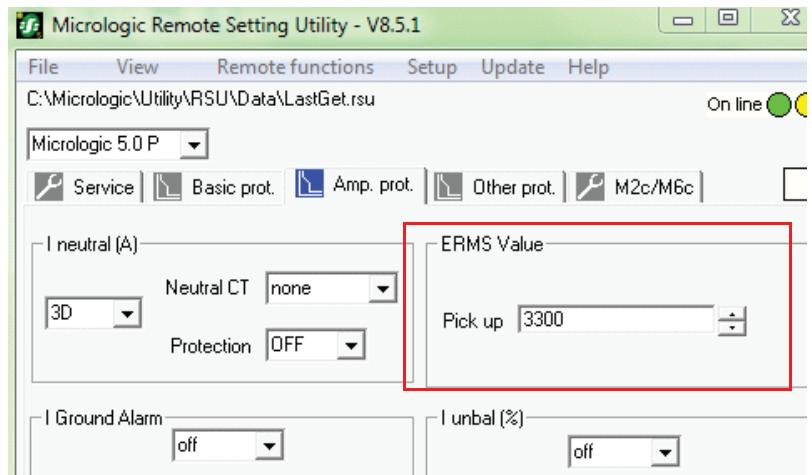 Micrologic Remote Setting Utility - V8.5.1
File View Remote functions Setup Update Help
C:\Micrologic\Utility\RSU\Data\LastGet.rsu
On line
Micrologic 5.0 P
Service Basic prot. Amp. prot. Other prot. M2c/M6c
I neutral (A)
3D
Neutral CT none
Protection OFF
ERMS Value
Pick up 3300
I Ground Alarm
off
I unbal (%)
off